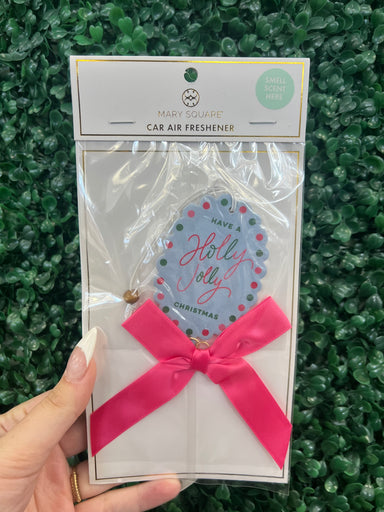 SMELL
SCENT
HERE
MARY SQUARE
CAR AIR FRESHENER
HAVE A
Holly
Jolly
CHRISTMAS